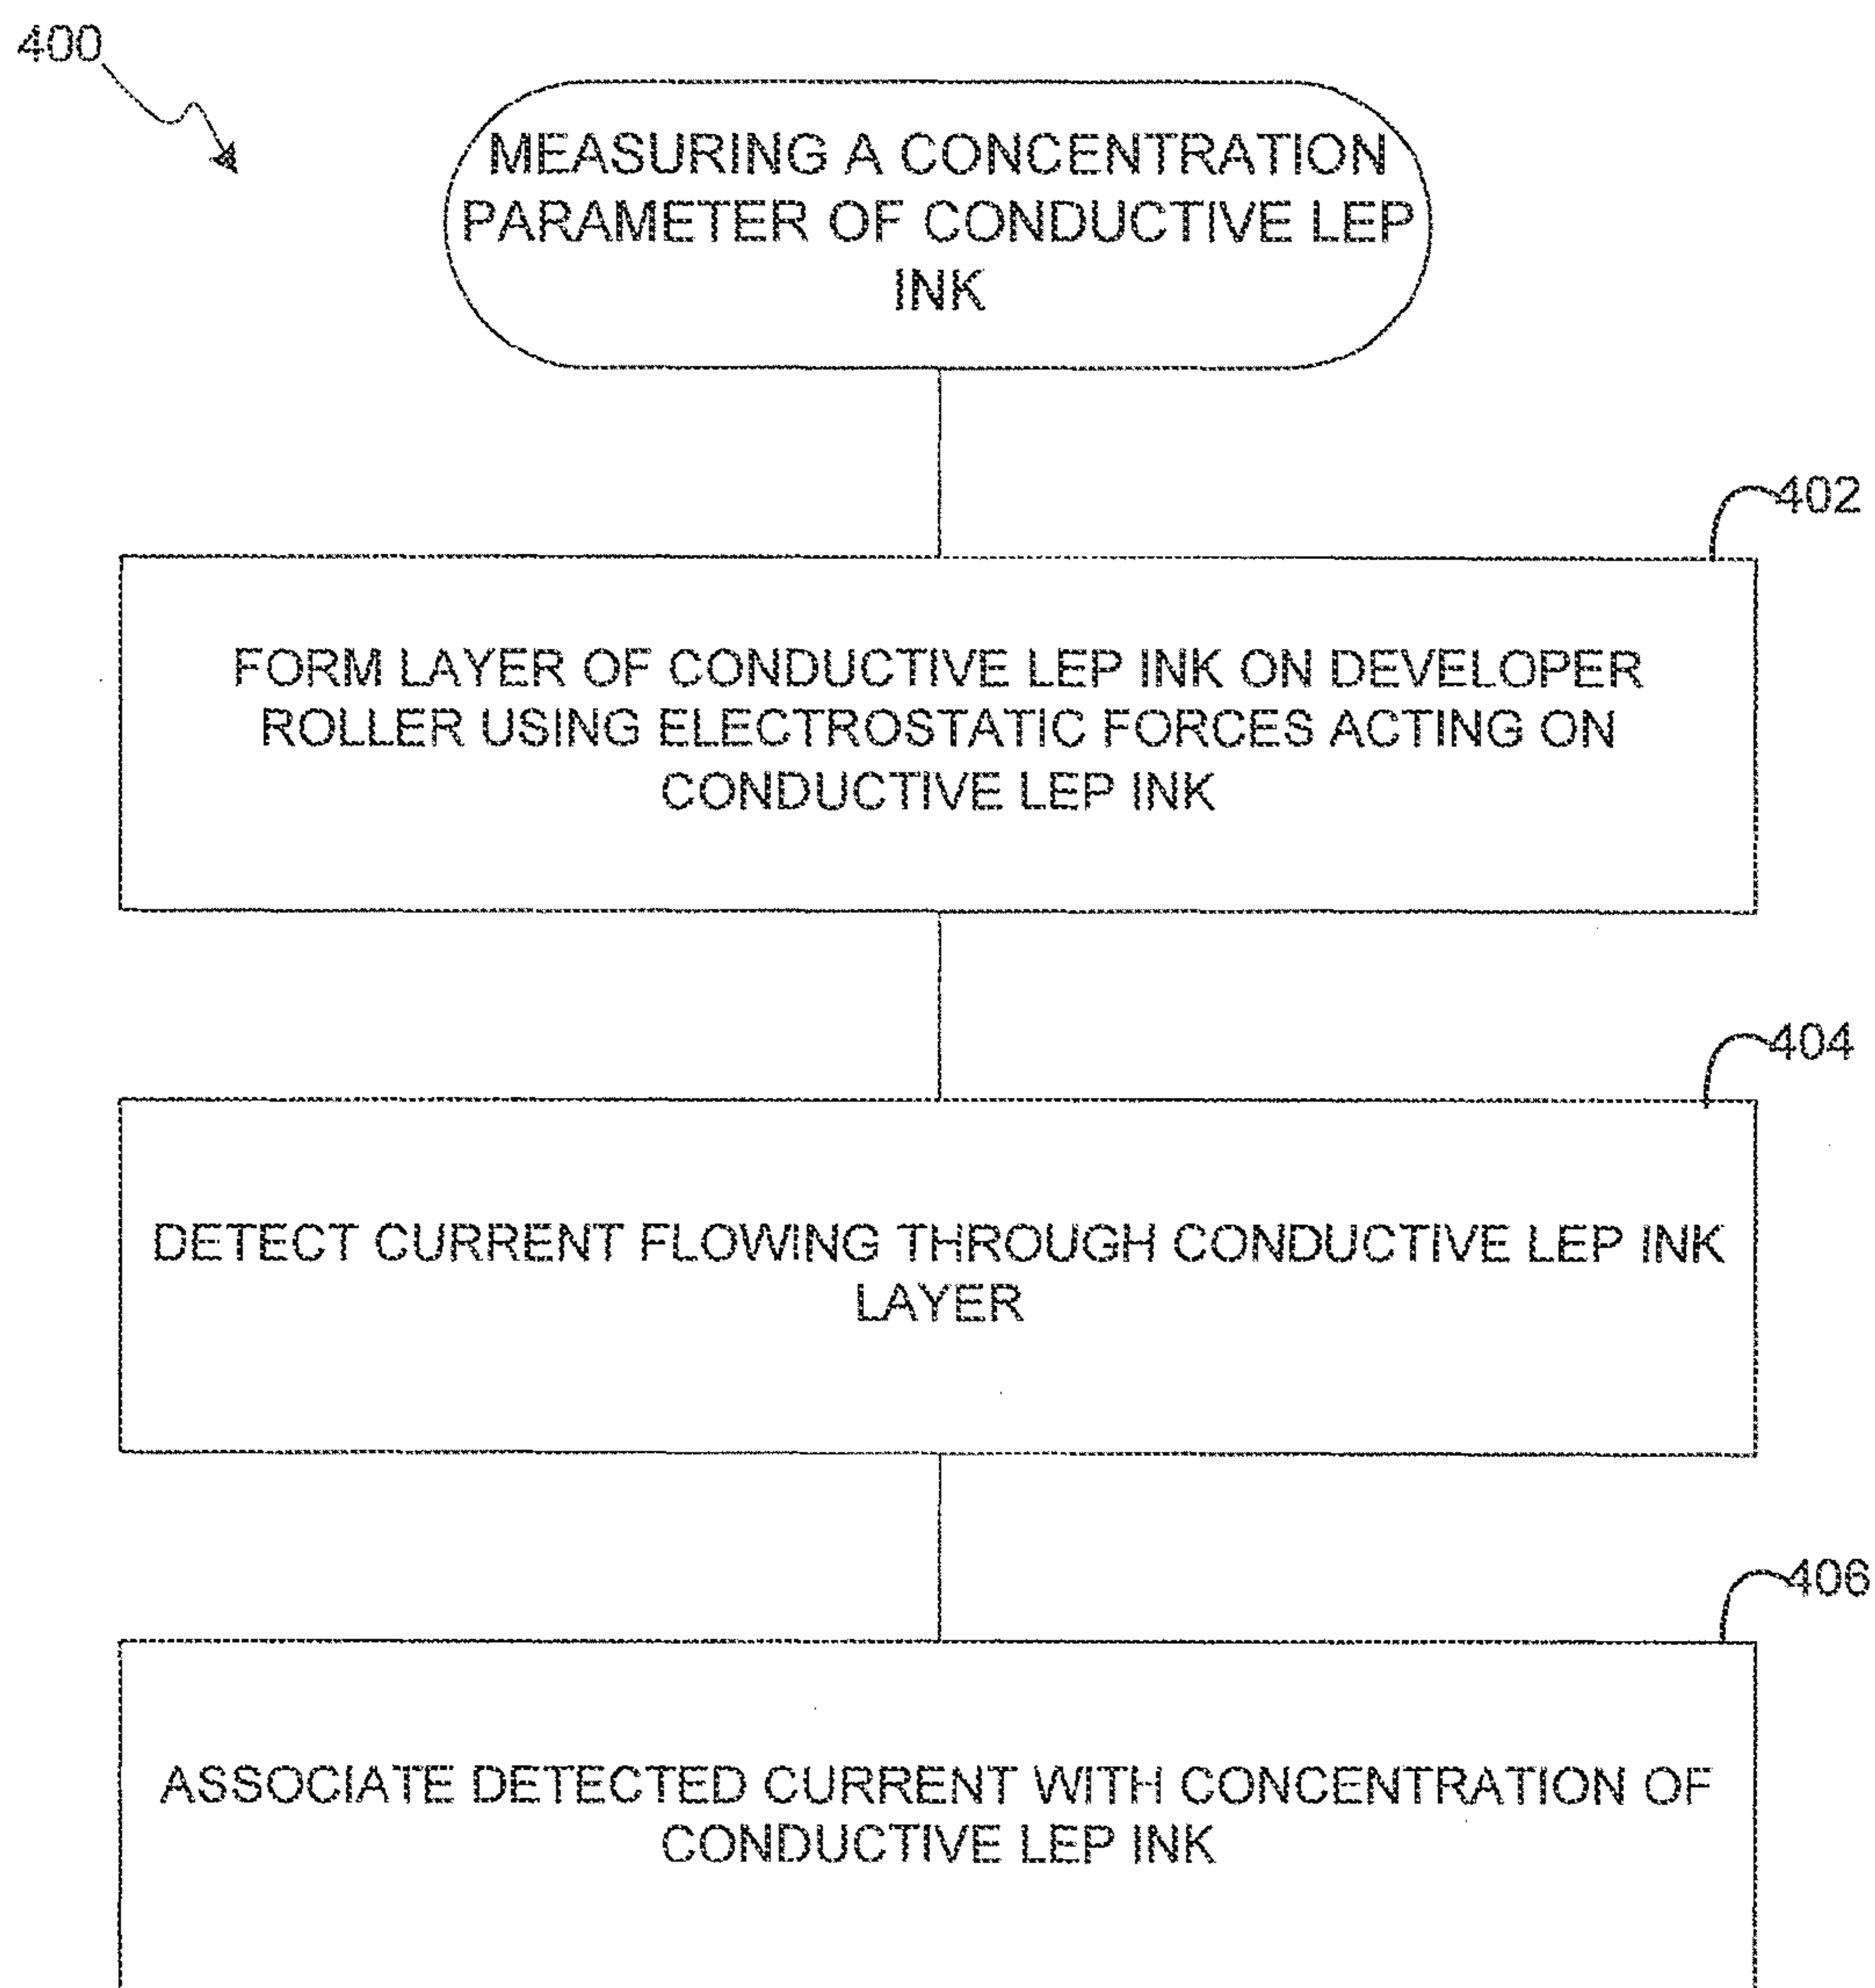 400
MEASURING A CONCENTRATION
PARAMETER OF CONDUCTIVE LEP
INK
402
FORM LAYER OF CONDUCTIVE LEP INK ON DEVELOPER
ROLLER USING ELECTROSTATIC FORCES ACTING ON
CONDUCTIVE LEP INK
404
DETECT CURRENT FLOWING THROUGH CONDUCTIVE LEP INK
LAYER
406
ASSOCIATE DETECTED CURRENT WITH CONCENTRATION OF
CONDUCTIVE LEP INK